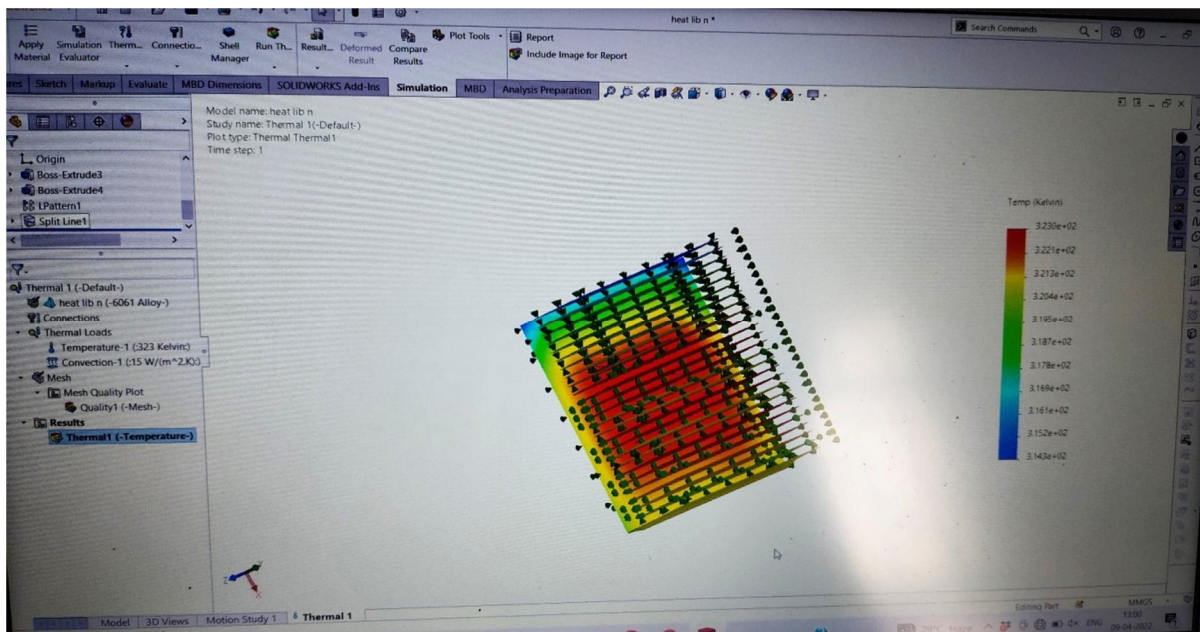 heat lib n *
Search Commands
Apply Material
Simulation Evaluator
Therm...
Connectio...
Shell Manager
Run Th...
Result...
Deformed Result
Compare Results
Plot Tools
Report
Include Image for Report
Sketch
Markup
Evaluate
MBD Dimensions
SOLIDWORKS Add-Ins
Simulation
MBD
Analysis Preparation
Model name: heat lib n
Study name: Thermal 1(-Default-)
Plot type: Thermal Thermal1
Time step: 1
Origin
Boss-Extrude3
Boss-Extrude4
LPattern1
Split Line1
Thermal 1 (-Default-)
heat lib n (-6061 Alloy-)
Connections
Thermal Loads
Temperature-1 (:323 Kelvin:)
Convection-1 (:15 W/(m^2.K):)
Mesh
Mesh Quality Plot
Quality1 (-Mesh-)
Results
Thermal1 (-Temperature-)
Temp (Kelvin)
3.230e+02
3.221e+02
3.213e+02
3.204e+02
3.195e+02
3.187e+02
3.178e+02
3.169e+02
3.161e+02
3.152e+02
3.143e+02
Z
X
Model
3D Views
Motion Study 1
Thermal 1
Editing Part
MMGS
29°C Haze
ENG
13:00
09-04-2022